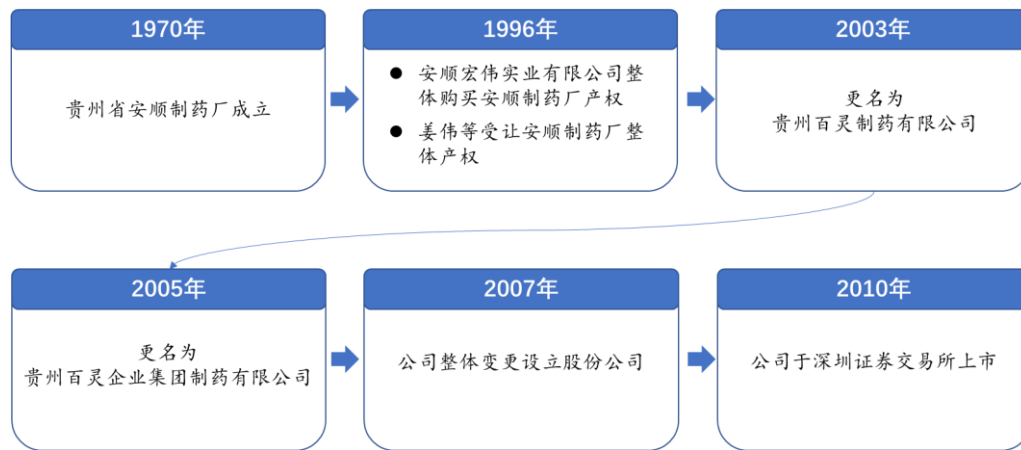 1970年
贵州省安顺制药厂成立
1996年
● 安顺宏伟实业有限公司整
体购买安顺制药厂产权
● 姜伟等受让安顺制药厂整
体产权
2003年
更名为
贵州百灵制药有限公司
2005年
更名为
贵州百灵企业集团制药有限公司
2007年
公司整体变更设立股份公司
2010年
公司于深圳证券交易所上市